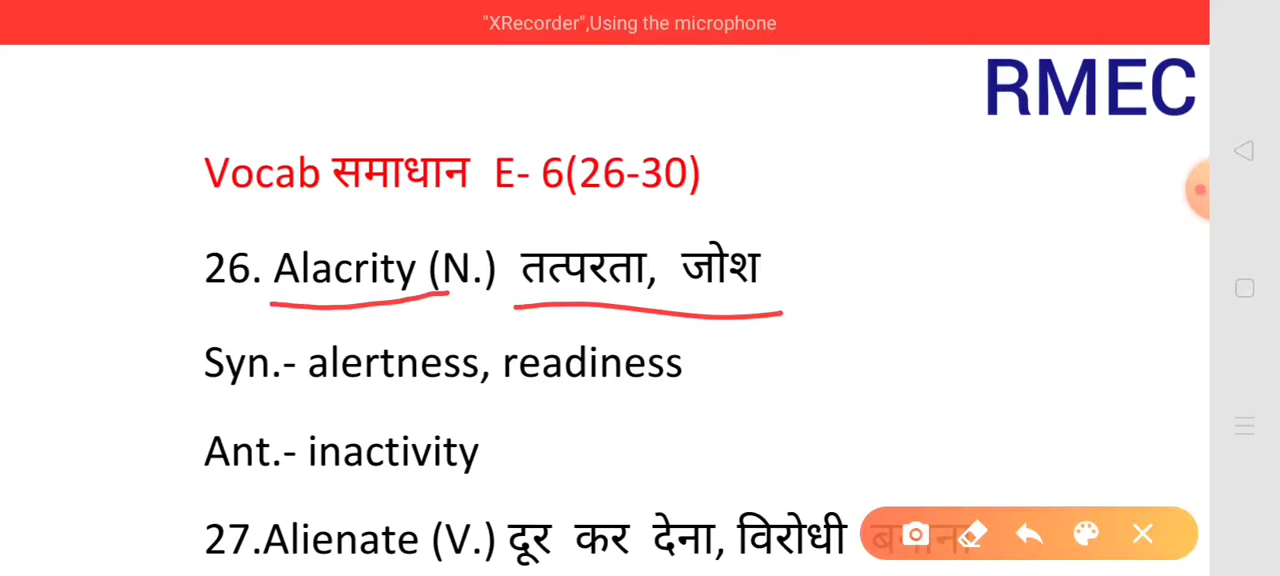 "XRecorder",Using the microphone
RMEC
Vocab समाधान E- 6(26-30)
26. Alacrity (N.) तत्परता, जोश
Syn.- alertness, readiness
Ant.- inactivity
27.Alienate (V.) दूर कर देना, विरोधी बनाना